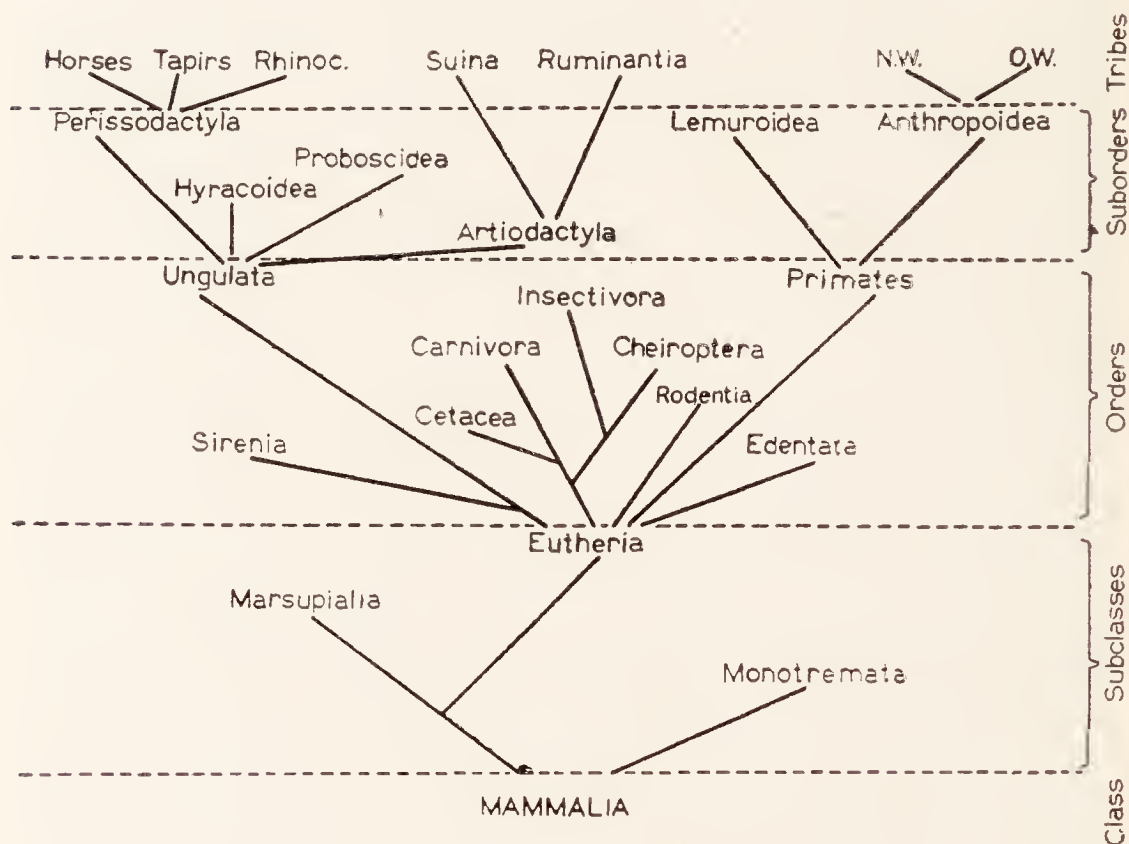 Horses Tapirs Rhinoc. Suina Ruminantia N.W. O.W.
Tribes
Perissodactyla Lemuroidea Anthropoidea
Proboscidea
Hyracoidea
Artiodactyla
Suborders
Ungulata Primates
Insectivora
Carnivora Cheiroptera
Rodentia
Cetacea
Sirenia Edentata
Orders
Eutheria
Marsupialia
Monotremata
Subclasses
MAMMALIA
Class